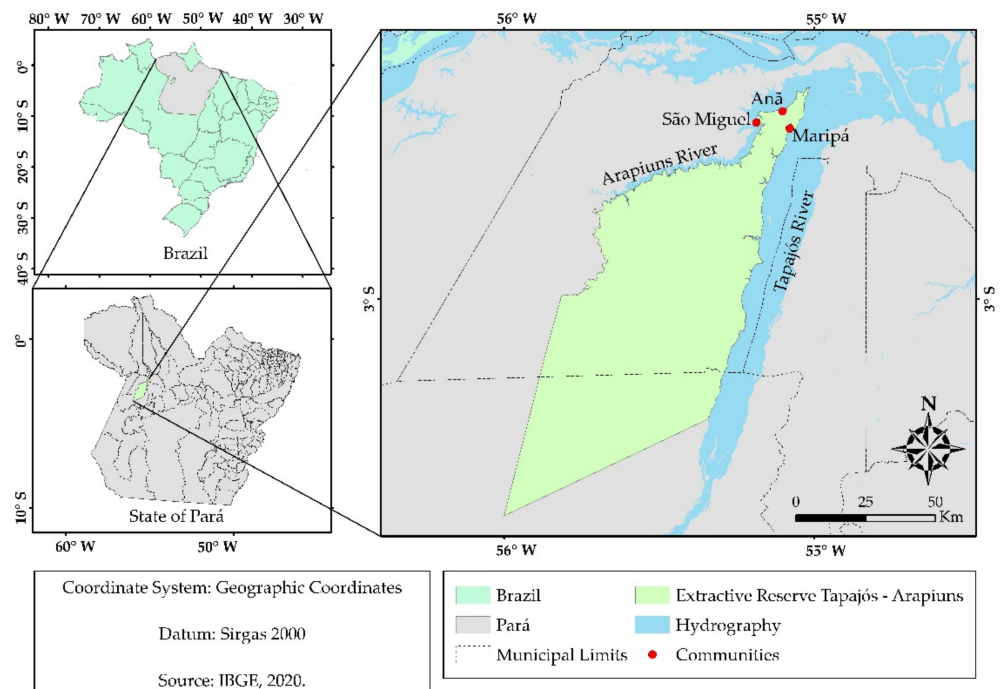 80° W 70° W 60° W 50° W 40° W 30° W
0°
10°S
20°S
30°S
40°S
Brazil
0°
10°S
State of Pará
60° W 50° W
56° W 55° W
3°S
3°S
Anã
São Miguel
Maripá
Arapiuns River
Tapajós River
N
0 25 50
Km
56° W 55° W
Coordinate System: Geographic Coordinates
Datum: Sirgas 2000
Source: IBGE, 2020.
Brazil
Pará
Municipal Limits
Extractive Reserve Tapajós - Arapiuns
Hydrography
Communities